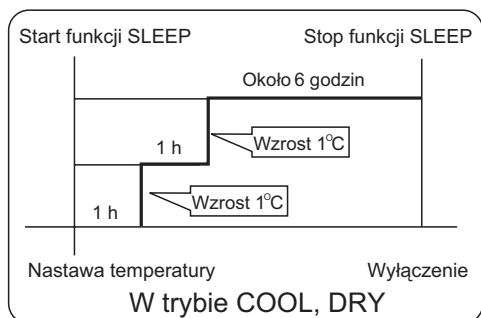 Start funkcji SLEEP
Stop funkcji SLEEP
Około 6 godzin
1 h
Wzrost 1°C
1 h
Wzrost 1°C
Nastawa temperatury
Wyłączenie
W trybie COOL, DRY